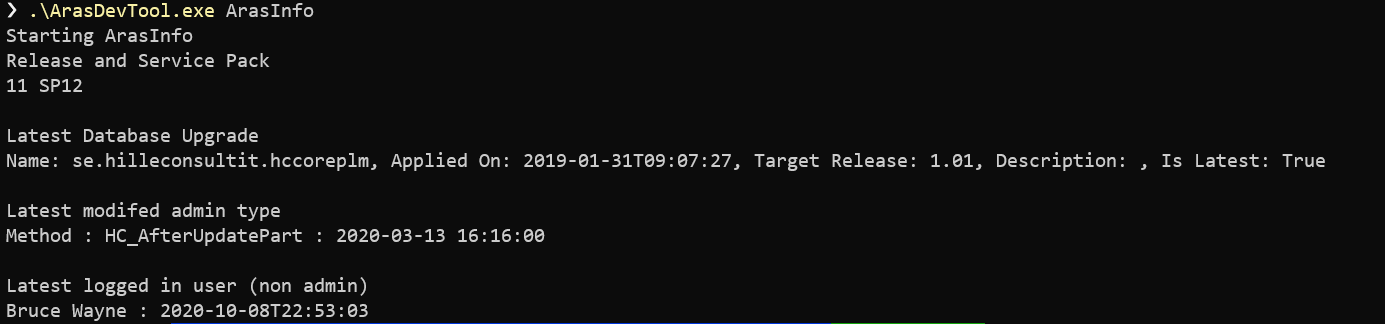 ❯ .\ArasDevTool.exe ArasInfo
Starting ArasInfo
Release and Service Pack
11 SP12
Latest Database Upgrade
Name: se.hilleconsultit.hccoreplm, Applied On: 2019-01-31T09:07:27, Target Release: 1.01, Description: , Is Latest: True
Latest modifed admin type
Method : HC_AfterUpdatePart : 2020-03-13 16:16:00
Latest logged in user (non admin)
Bruce Wayne : 2020-10-08T22:53:03